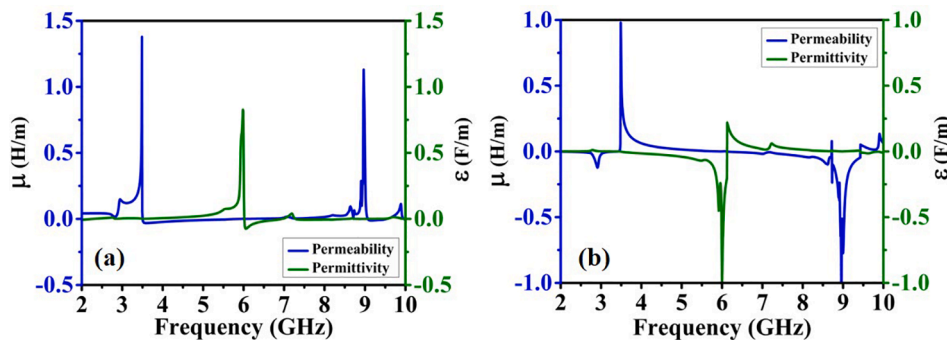 1.5
1.0
0.5
0.0
-0.5
μ (H/m)
1.5
1.0
0.5
0.0
-0.5
ε (F/m)
(a)
Permeability
Permittivity
2 3 4 5 6 7 8 9 10
Frequency (GHz)
1.0
0.5
0.0
-0.5
-1.0
μ (H/m)
1.0
0.5
0.0
-0.5
-1.0
ε (F/m)
Permeability
Permittivity
(b)
2 3 4 5 6 7 8 9 10
Frequency (GHz)